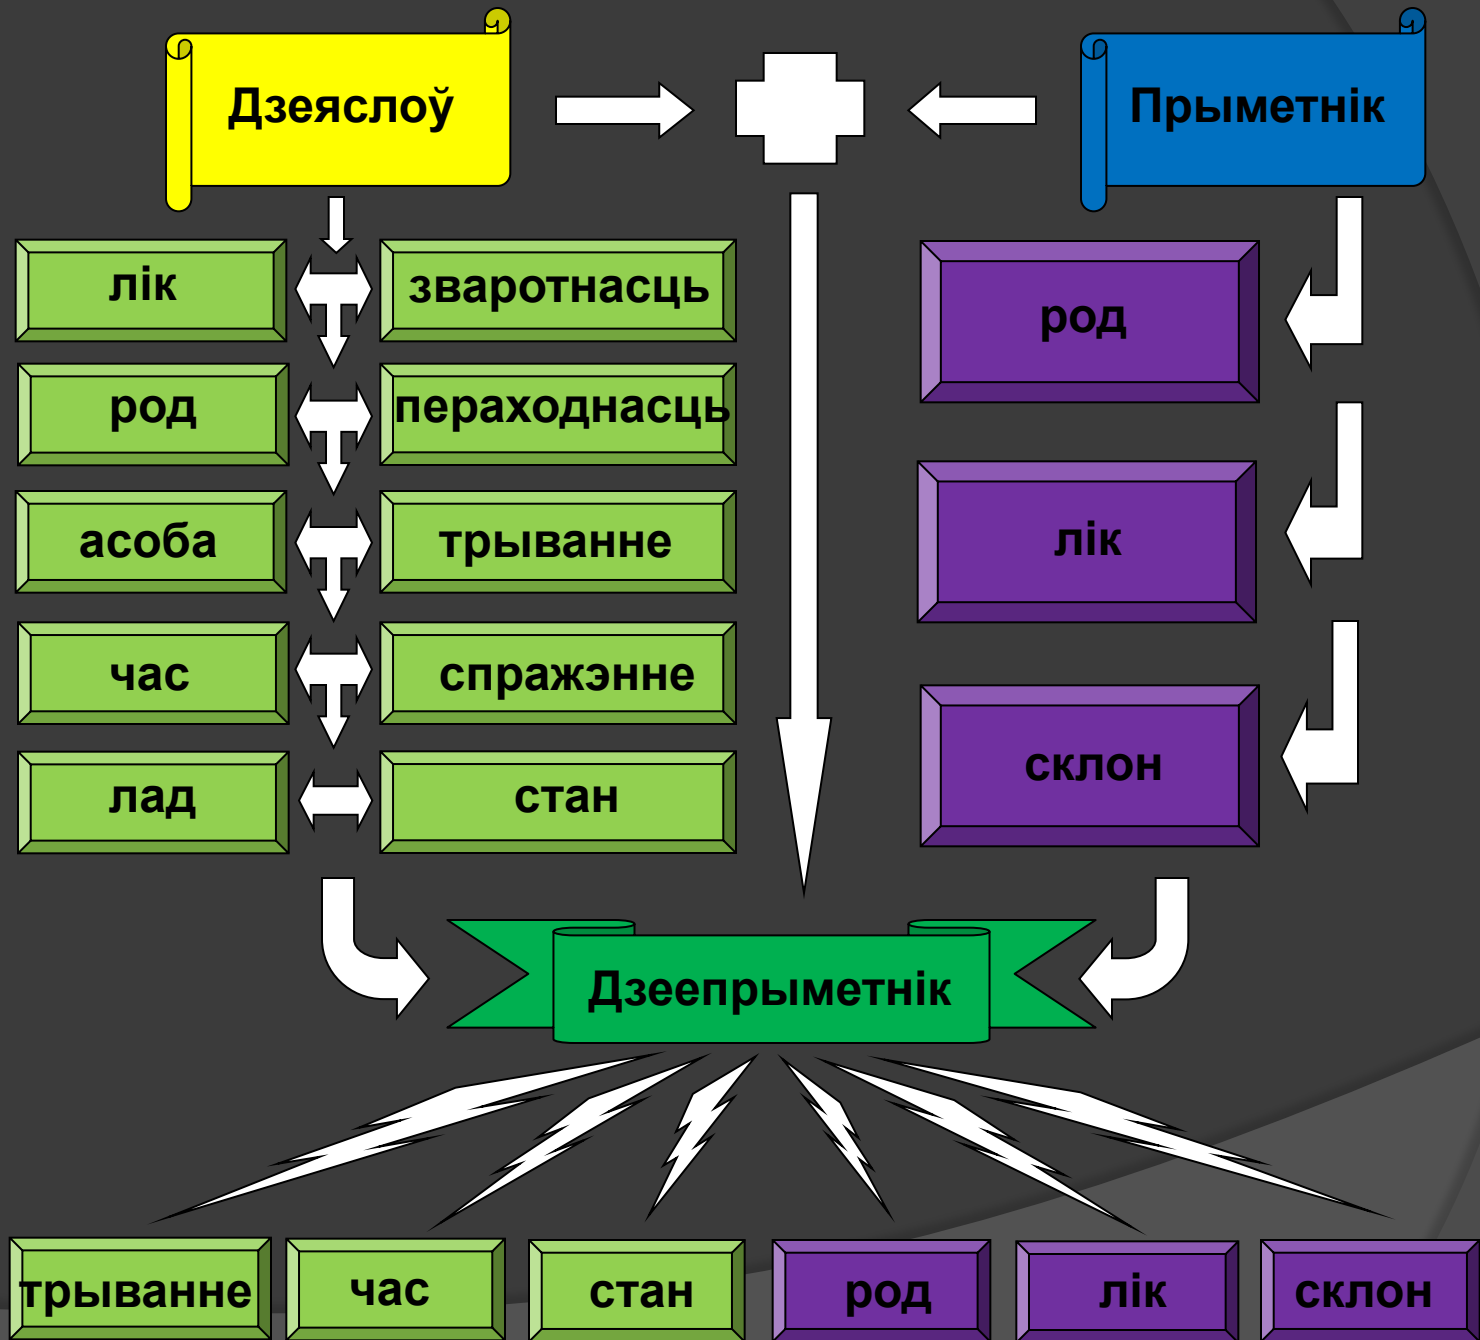 Дзеяслоў
Прыметнік
лік
зваротнасць
род
пераходнасць
асоба
трыванне
час
спражэнне
лад
стан
род
лік
склон
Дзеепрыметнік
трыванне
час
стан
род
лік
склон